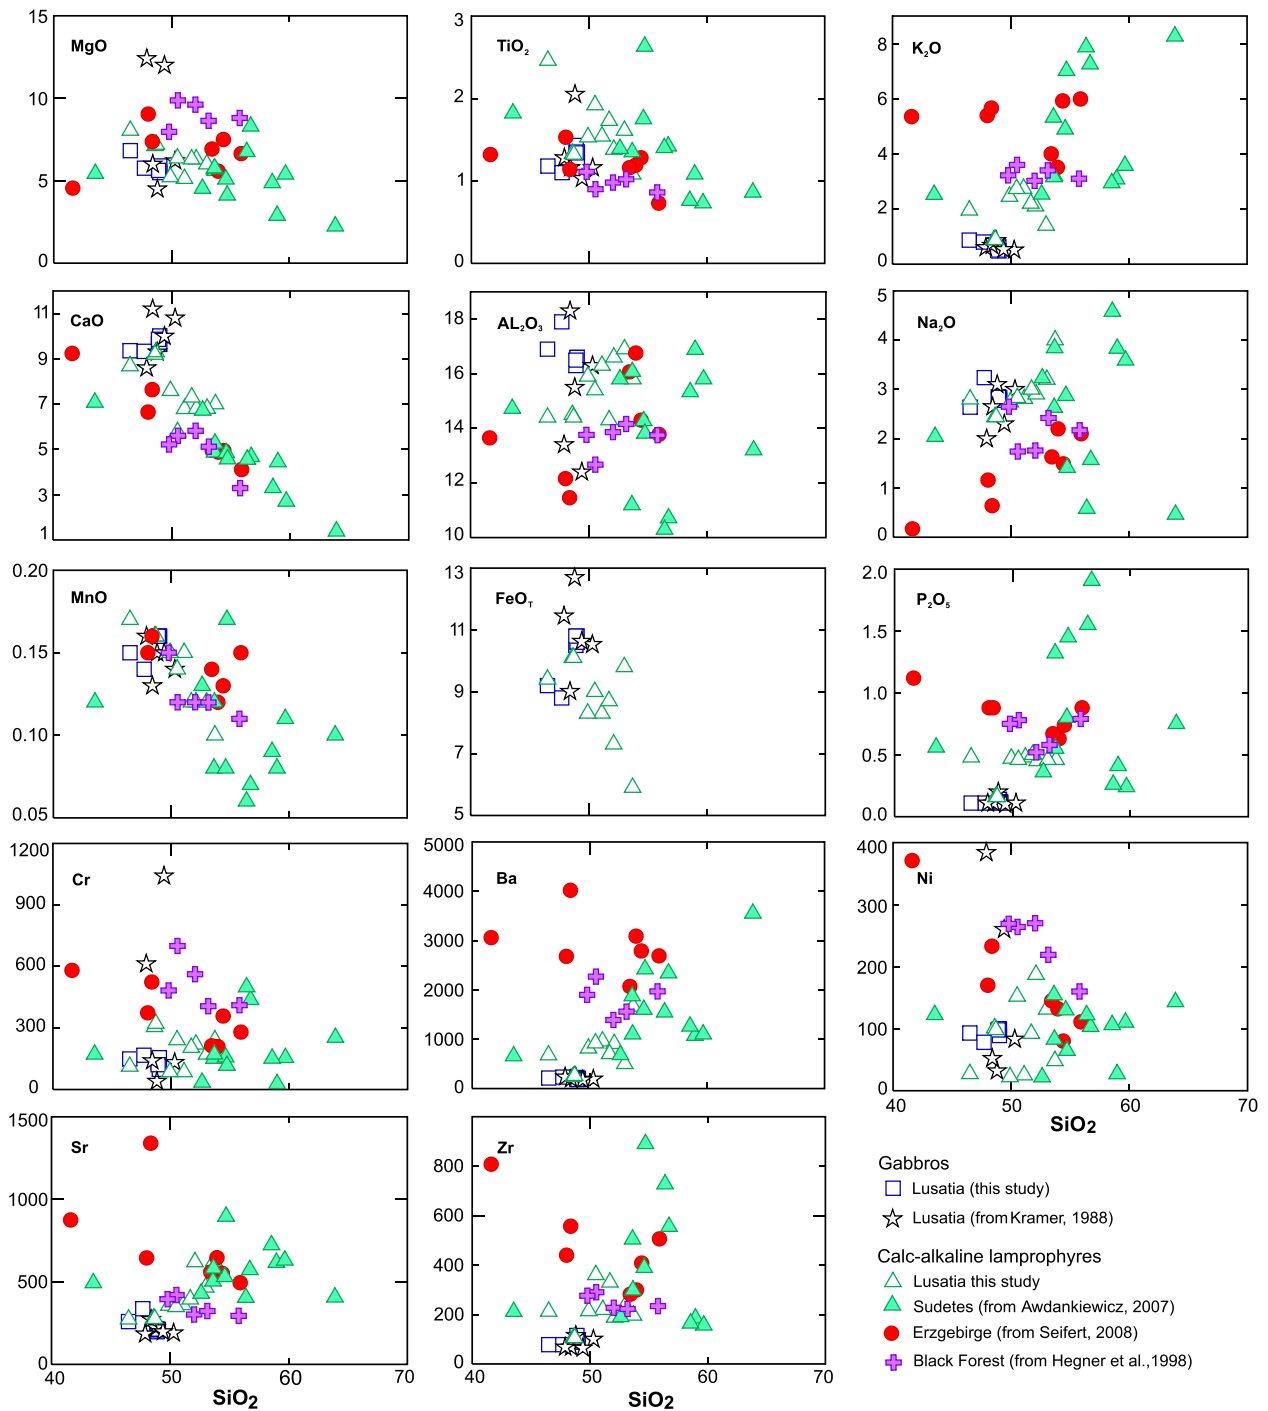 MgO
15
10
5
0
TiO2
3
2
1
0
K2O
8
6
4
2
0
CaO
11
9
7
5
3
1
AL2O3
18
16
14
12
10
Na2O
5
4
3
2
1
0
MnO
0.20
0.15
0.10
0.05
FeOT
13
11
9
7
5
P2O5
2.0
1.5
1.0
0.5
0.0
Cr
1200
900
600
300
0
Ba
5000
4000
3000
2000
1000
0
Ni
400
300
200
100
0
40 50 60 70
SiO2
Sr
1500
1000
500
0
40 50 60 70
SiO2
Zr
800
600
400
200
0
40 50 60 70
SiO2
Gabbros
Lusatia (this study)
Lusatia (from Kramer, 1988)
Calc-alkaline lamprophyres
Lusatia this study
Sudetes (from Awdankiewicz, 2007)
Erzgebirge (from Seifert, 2008)
Black Forest (from Hegner et al.,1998)